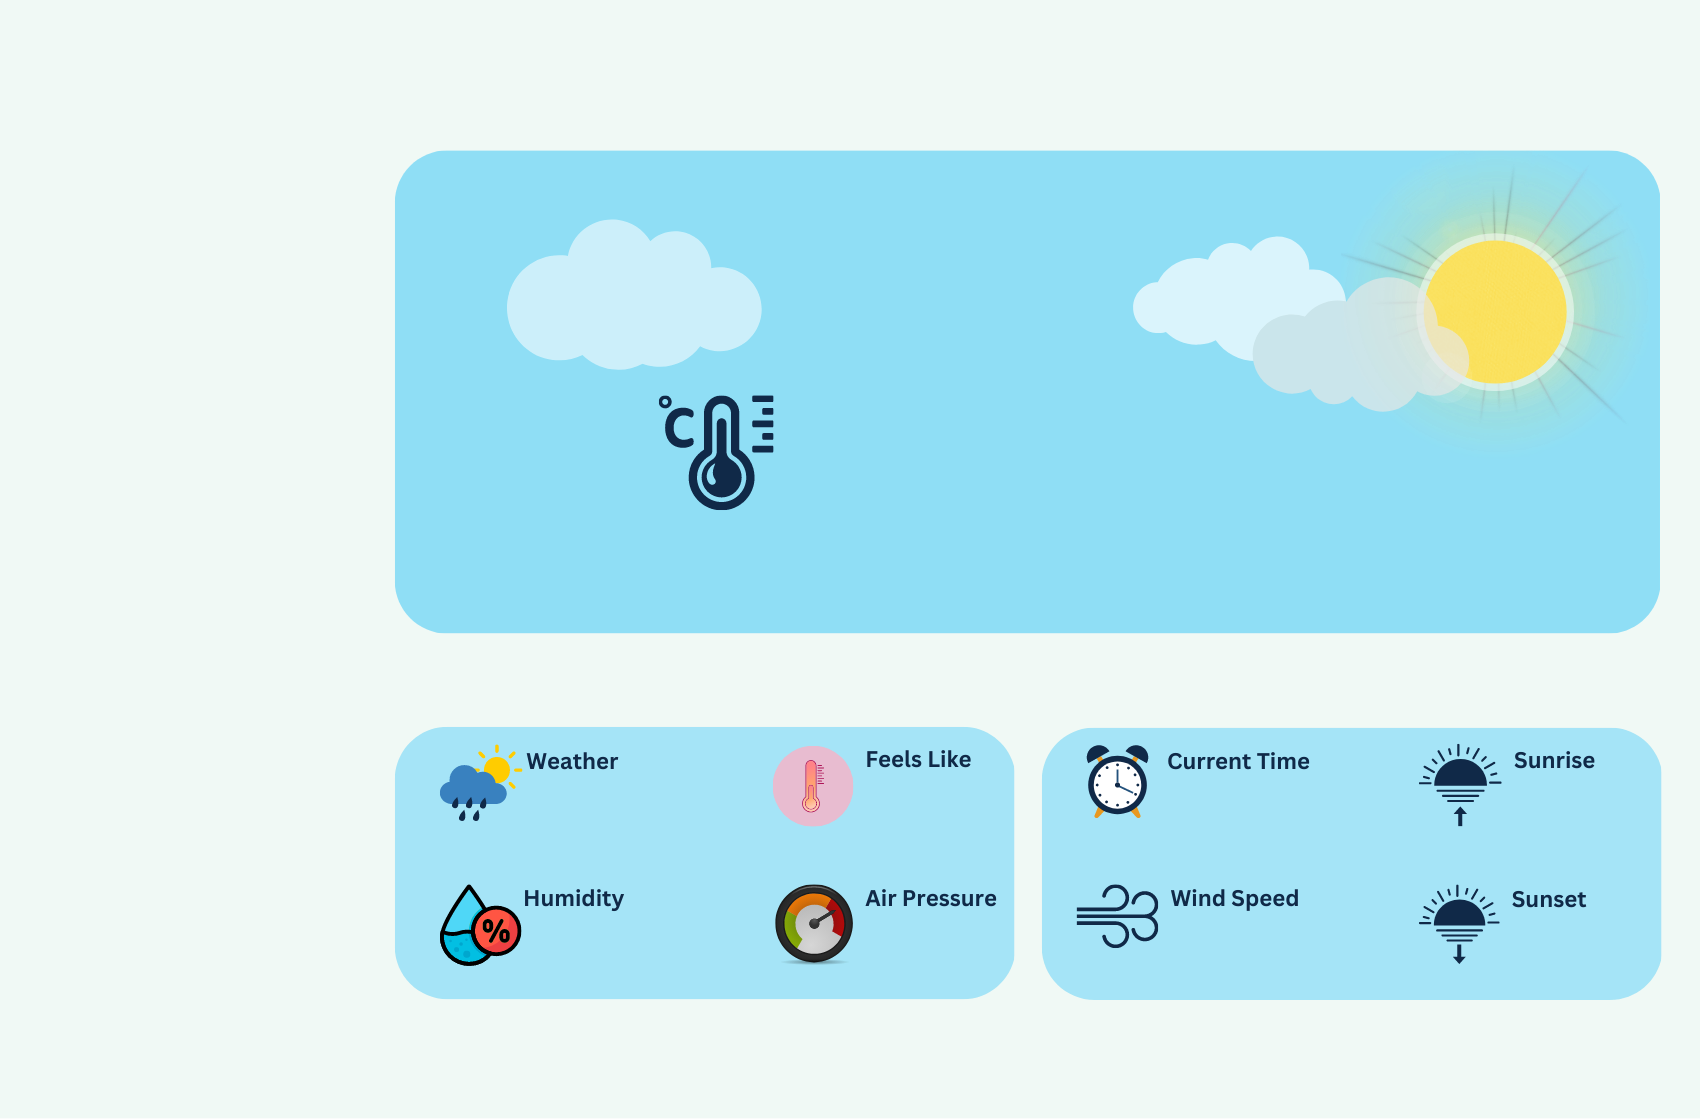 °C
Weather
Feels Like
Current Time
Sunrise
Humidity
%
Air Pressure
Wind Speed
Sunset